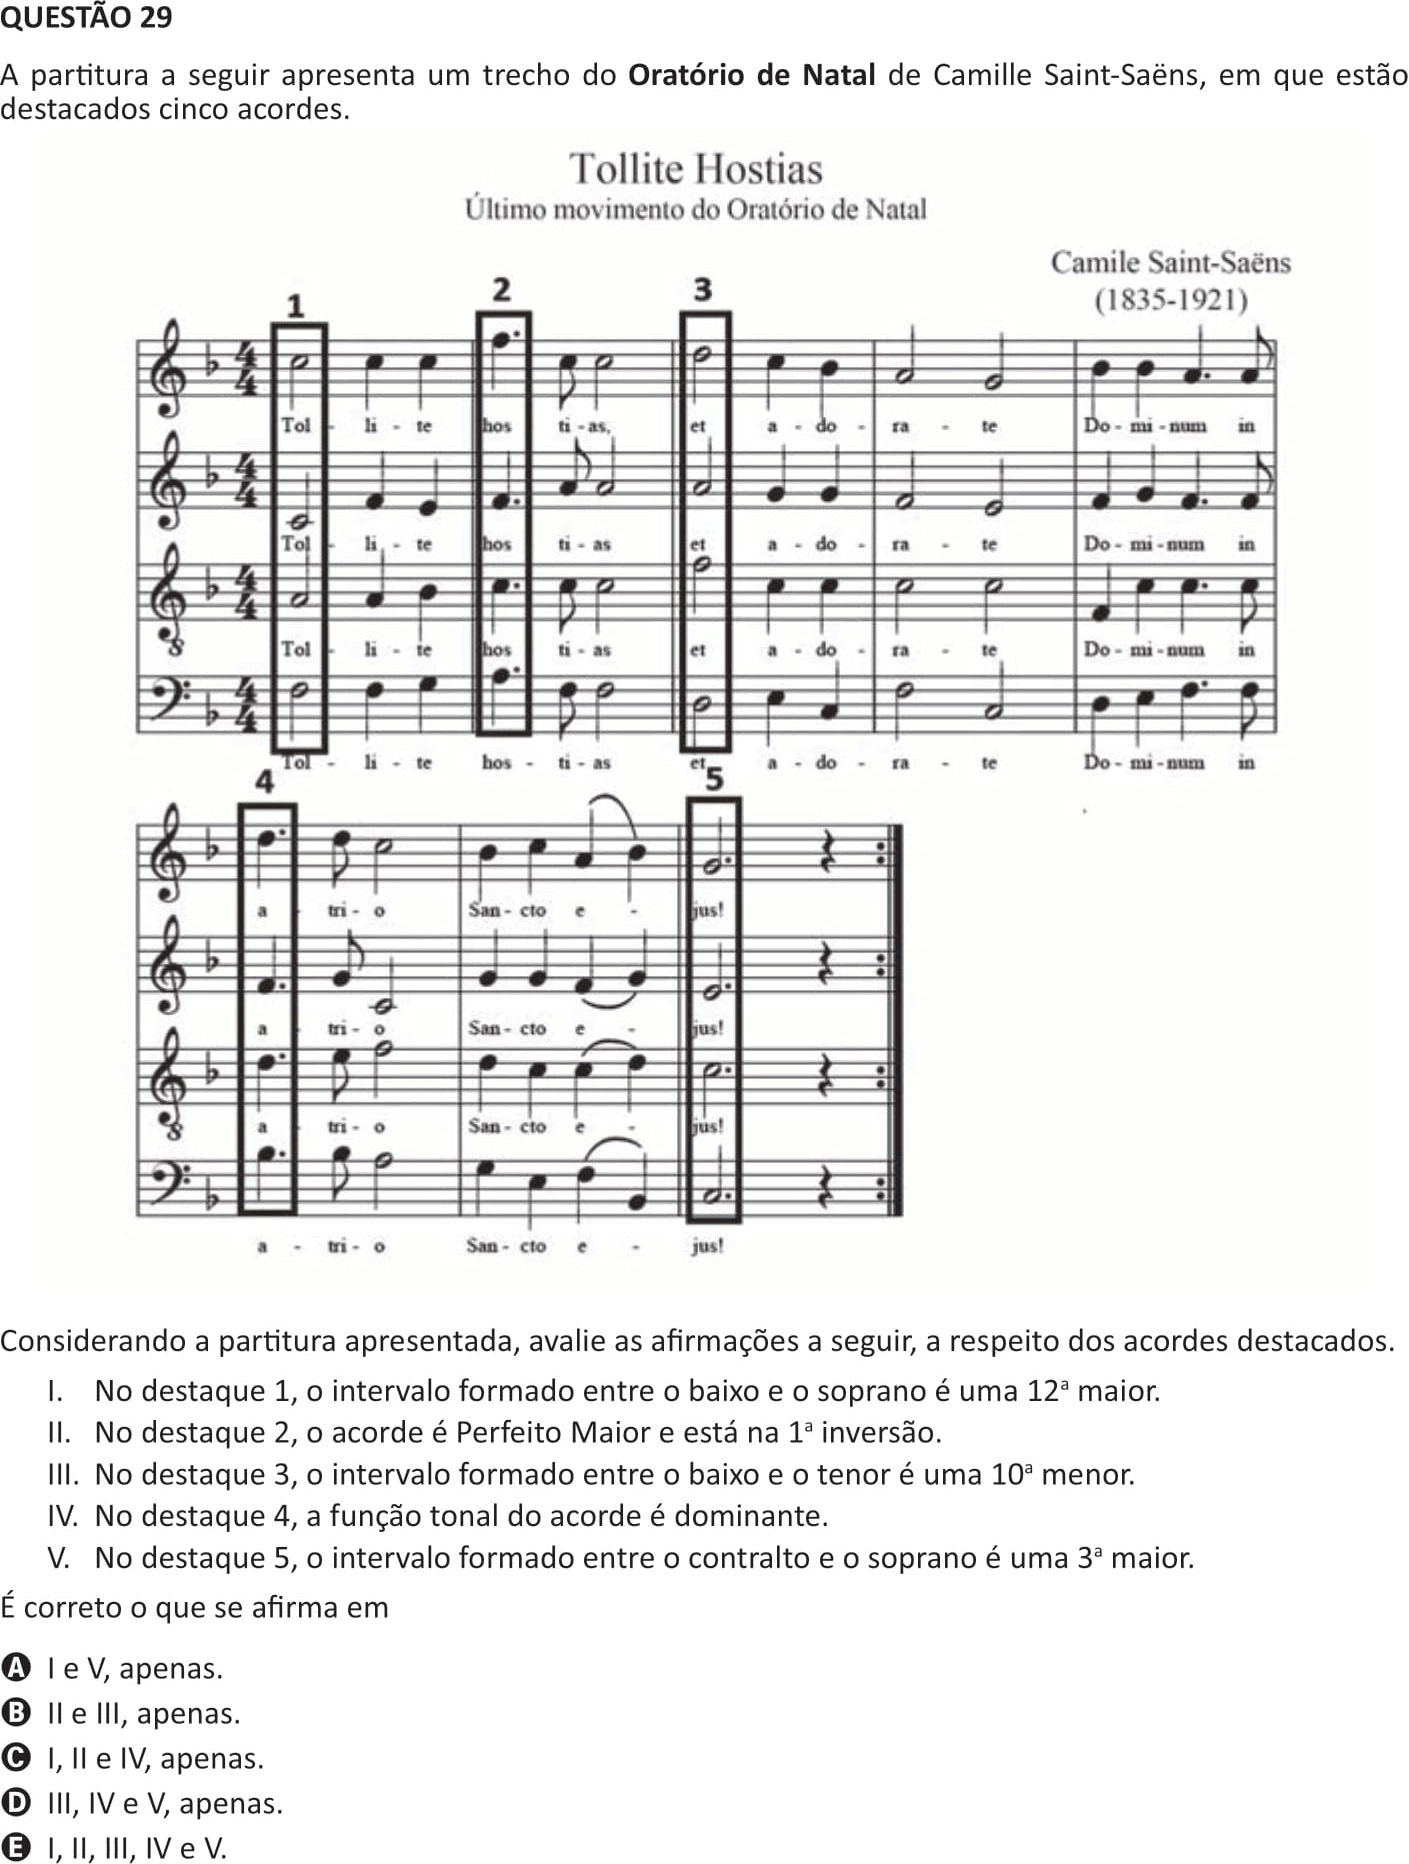 QUESTÃO 29
A partitura a seguir apresenta um trecho do Oratório de Natal de Camille Saint-Saëns, em que estão
destacados cinco acordes.
Tollite Hostias
Último movimento do Oratório de Natal
Camile Saint-Saëns
(1835-1921)
1 2 3
4 4
Tol - li - te hos ti - as, et a - do - ra - te Do - mi - num in
4 4
Tol - li - te hos ti - as et a - do - ra - te Do - mi - num in
4 4
8
Tol - li - te hos ti - as et a - do - ra - te Do - mi - num in
4 4
Tol - li - te hos - ti - as et a - do - ra - te Do - mi - num in
4 5
a - tri - o San - cto e - jus!
a - tri - o San - cto e - jus!
8
a - tri - o San - cto e - jus!
a - tri - o San - cto e - jus!
Considerando a partitura apresentada, avalie as afirmações a seguir, a respeito dos acordes destacados.
I. No destaque 1, o intervalo formado entre o baixo e o soprano é uma 12ª maior.
II. No destaque 2, o acorde é Perfeito Maior e está na 1ª inversão.
III. No destaque 3, o intervalo formado entre o baixo e o tenor é uma 10ª menor.
IV. No destaque 4, a função tonal do acorde é dominante.
V. No destaque 5, o intervalo formado entre o contralto e o soprano é uma 3ª maior.
É correto o que se afirma em
A I e V, apenas.
B II e III, apenas.
C I, II e IV, apenas.
D III, IV e V, apenas.
E I, II, III, IV e V.